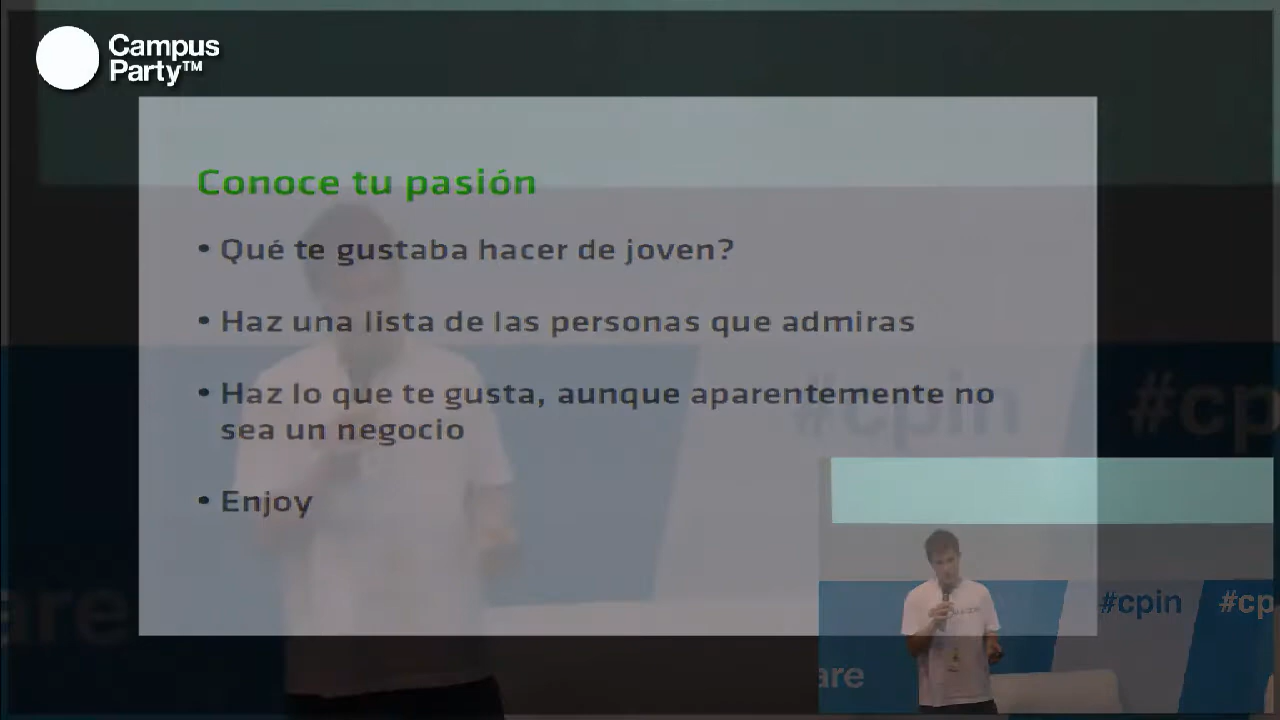 Campus
Party™
Conoce tu pasión
• Qué te gustaba hacer de joven?
• Haz una lista de las personas que admiras
• Haz lo que te gusta, aunque aparentemente no
sea un negocio
• Enjoy
#cpin
#cp
are
#cpin
#cp
are